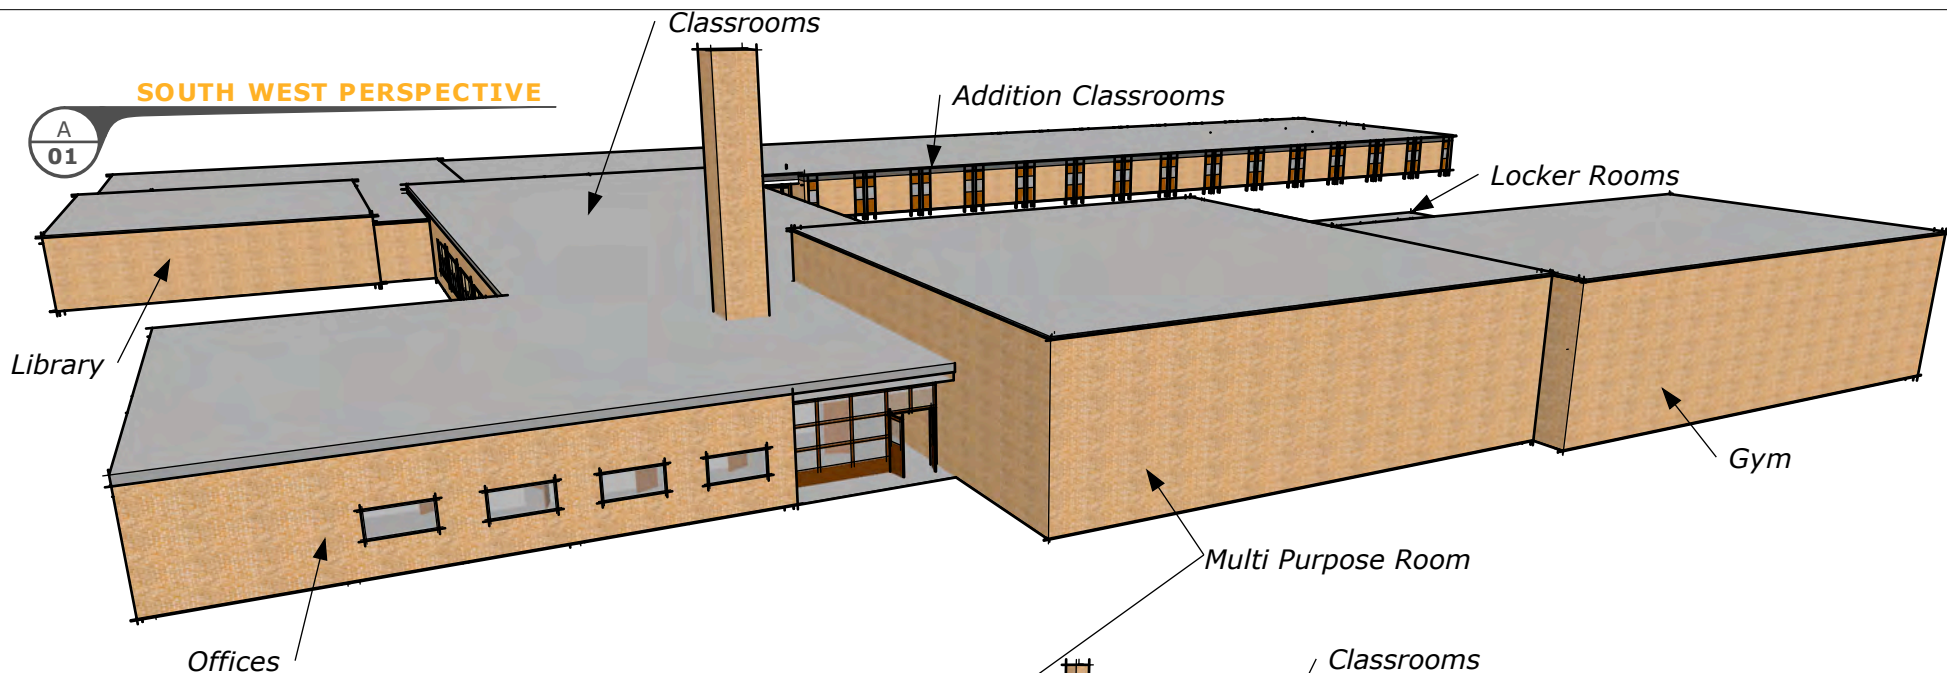 Classrooms
SOUTH WEST PERSPECTIVE
A
01
Addition Classrooms
Locker Rooms
Library
Gym
Multi Purpose Room
Offices
Classrooms